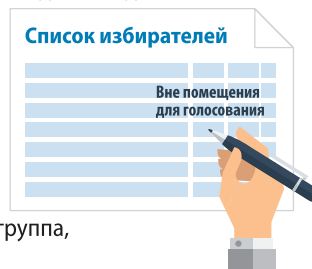 Список избирателей
Вне помещения
для голосования
группа,